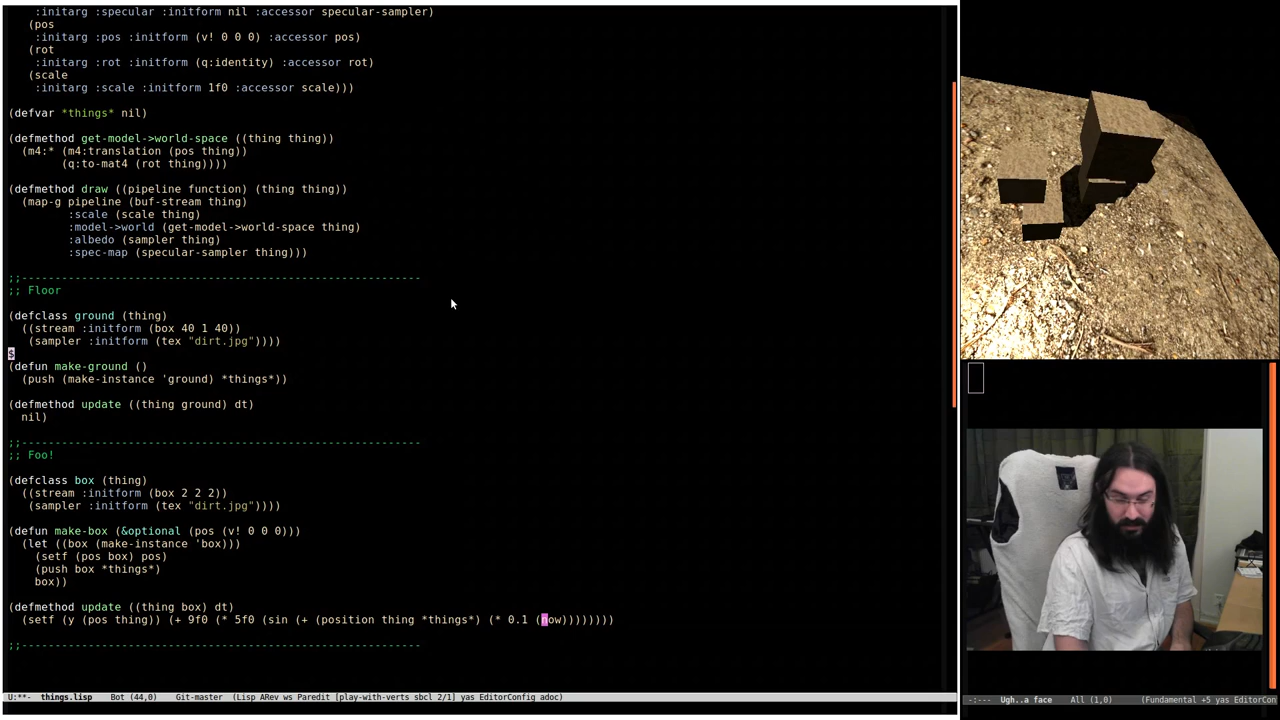 :initarg :specular :initform nil :accessor specular-sampler)
   (pos
    :initarg :pos :initform (v! 0 0 0) :accessor pos)
   (rot
    :initarg :rot :initform (q:identity) :accessor rot)
   (scale
    :initarg :scale :initform 1f0 :accessor scale)))

(defvar *things* nil)

(defmethod get-model->world-space ((thing thing))
  (m4:* (m4:translation (pos thing))
        (q:to-mat4 (rot thing))))

(defmethod draw ((pipeline function) (thing thing))
  (map-g pipeline (buf-stream thing)
         :scale (scale thing)
         :model->world (get-model->world-space thing)
         :albedo (sampler thing)
         :spec-map (specular-sampler thing)))

;;------------------------------------------------------------
;; Floor

(defclass ground (thing)
  ((stream :initform (box 40 1 40))
   (sampler :initform (tex "dirt.jpg"))))
$
(defun make-ground ()
  (push (make-instance 'ground) *things*))

(defmethod update ((thing ground) dt)
  nil)

;;------------------------------------------------------------
;; Foo!

(defclass box (thing)
  ((stream :initform (box 2 2 2))
   (sampler :initform (tex "dirt.jpg"))))

(defun make-box (&optional (pos (v! 0 0 0)))
  (let ((box (make-instance 'box)))
    (setf (pos box) pos)
    (push box *things*)
    box))

(defmethod update ((thing box) dt)
  (setf (y (pos thing)) (+ 9f0 (* 5f0 (sin (+ (position thing *things*) (* 0.1 (now))))))))

;;------------------------------------------------------------
U:**-  things.lisp   Bot (44,0)   Git-master  (Lisp ARev ws Paredit [play-with-verts sbcl 2/1] yas EditorConfig adoc)
-:---  Ugh..a face   All (1,0)   (Fundamental +5 yas EditorCon